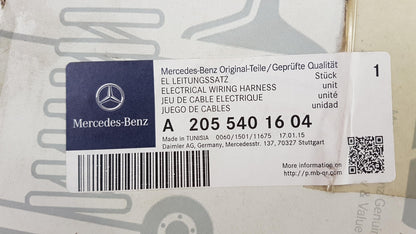 Mercedes-Benz Original-Teile/Geprüfte Qualität
EL LEITUNGSSATZ Stück 1
ELECTRICAL WIRING HARNESS unit
JEU DE CABLE ELECTRIQUE unité
JUEGO DE CABLES unidad
Mercedes-Benz
A 205 540 16 04
Made in TUNISIA 0060/1501/11675 17.01.15
Daimler AG, Germany, Mercedesstr. 137, 70327 Stuttgart
More information on
http://p.mb-qr.com/
Genuine
& Value